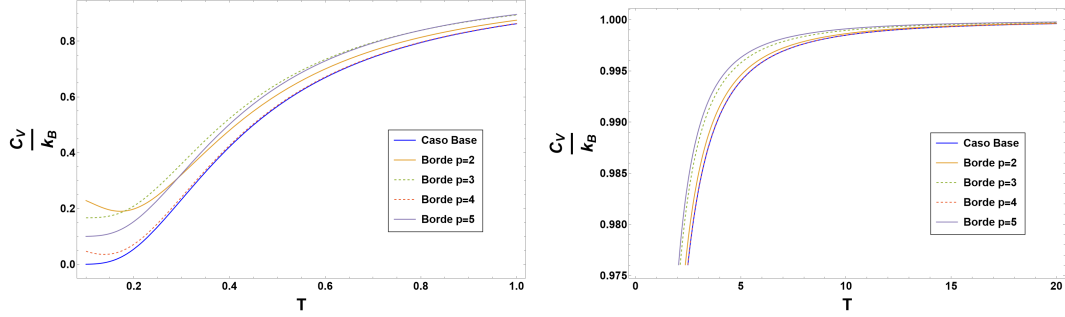 0.8
0.6
0.4
0.2
0.0
C_V
k_B
Caso Base
Borde p=2
Borde p=3
Borde p=4
Borde p=5
0.2 0.4 0.6 0.8 1.0
T
1.000
0.995
0.990
0.985
0.980
0.975
C_V
k_B
Caso Base
Borde p=2
Borde p=3
Borde p=4
Borde p=5
0 5 10 15 20
T